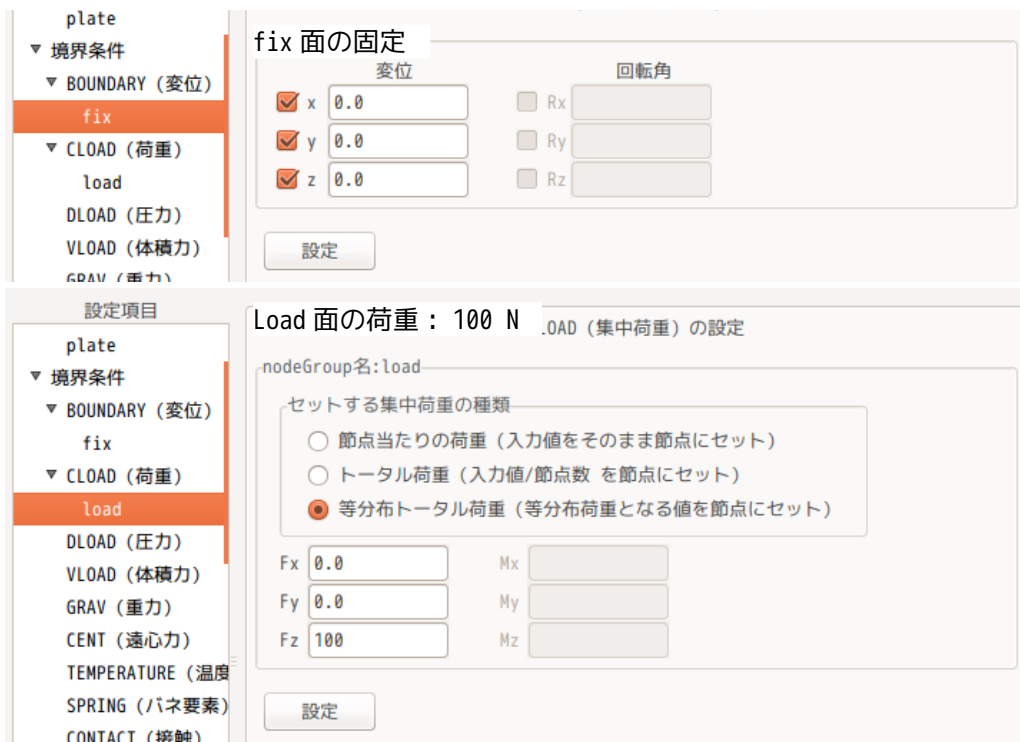 plate
▼ 境界条件
▼ BOUNDARY (変位)
fix
▼ CLOAD (荷重)
load
DLOAD (圧力)
VLOAD (体積力)
GRAV (重力)
fix 面の固定
変位 回転角
x 0.0 Rx
y 0.0 Ry
z 0.0 Rz
設定
設定項目
plate
▼ 境界条件
▼ BOUNDARY (変位)
fix
▼ CLOAD (荷重)
load
DLOAD (圧力)
VLOAD (体積力)
GRAV (重力)
CENT (遠心力)
TEMPERATURE (温度
SPRING (バネ要素)
CONTACT (接触)
Load 面の荷重: 100 N
LOAD (集中荷重) の設定
nodeGroup名:load
セットする集中荷重の種類
節点当たりの荷重 (入力値をそのまま節点にセット)
トータル荷重 (入力値/節点数 を節点にセット)
等分布トータル荷重 (等分布荷重となる値を節点にセット)
Fx 0.0 Mx
Fy 0.0 My
Fz 100 Mz
設定